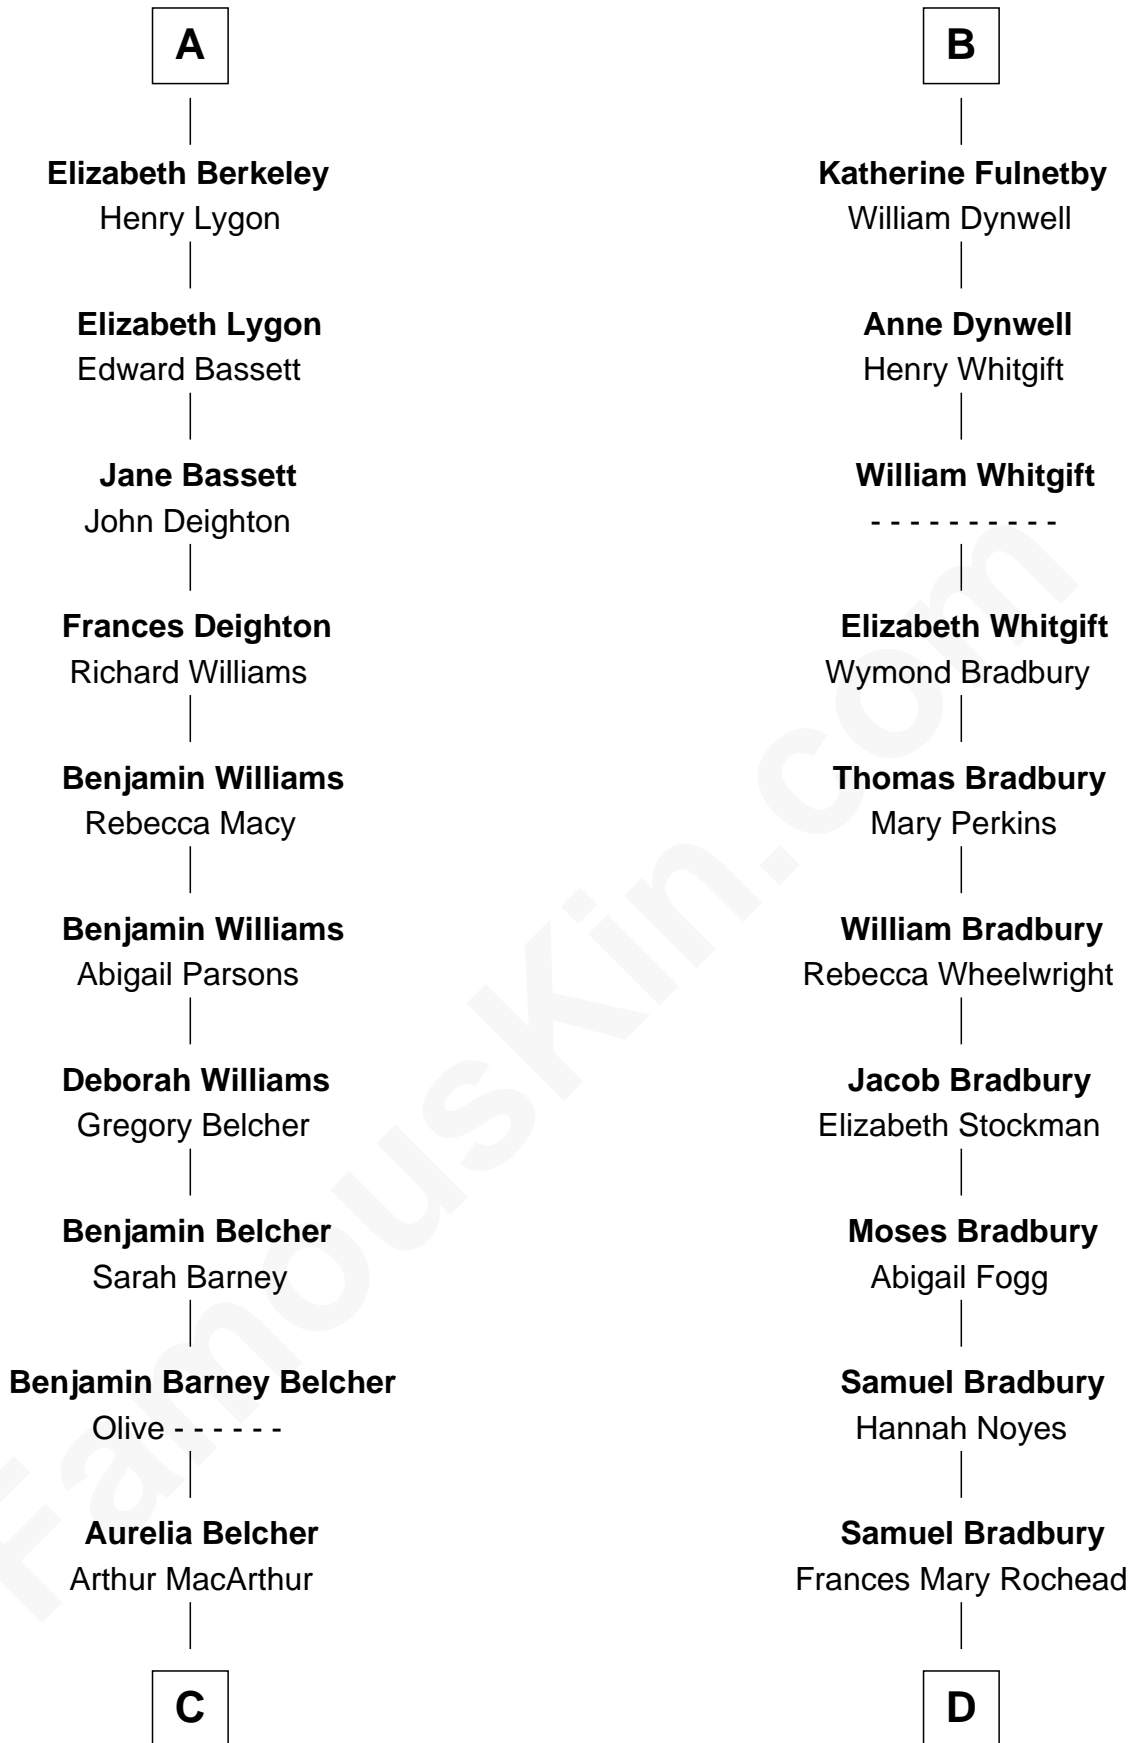 A
Elizabeth Berkeley
Henry Lygon
Elizabeth Lygon
Edward Bassett
Jane Bassett
John Deighton
Frances Deighton
Richard Williams
Benjamin Williams
Rebecca Macy
Benjamin Williams
Abigail Parsons
Deborah Williams
Gregory Belcher
Benjamin Belcher
Sarah Barney
Benjamin Barney Belcher
Olive - - - - - -
Aurelia Belcher
Arthur MacArthur
C
B
Katherine Fulnetby
William Dynwell
Anne Dynwell
Henry Whitgift
William Whitgift
- - - - - - - - - -
Elizabeth Whitgift
Wymond Bradbury
Thomas Bradbury
Mary Perkins
William Bradbury
Rebecca Wheelwright
Jacob Bradbury
Elizabeth Stockman
Moses Bradbury
Abigail Fogg
Samuel Bradbury
Hannah Noyes
Samuel Bradbury
Frances Mary Rochead
D
FamousKin.com